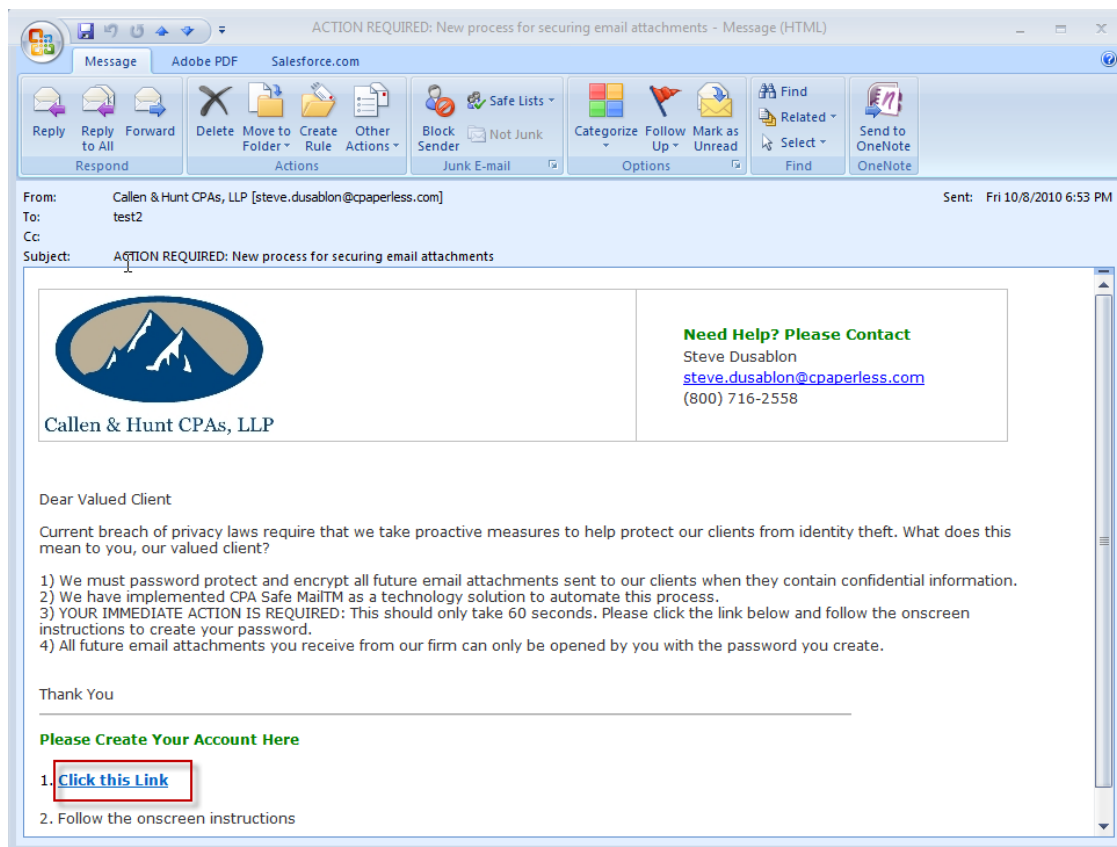 ACTION REQUIRED: New process for securing email attachments - Message (HTML)
Message Adobe PDF Salesforce.com
Reply Reply to All Forward
Respond
Delete Move to Folder Create Rule Other Actions
Actions
Block Sender Safe Lists Not Junk
Junk E-mail
Categorize Follow Up Mark as Unread
Options
Find Related Select
Find
Send to OneNote
OneNote
From: Callen & Hunt CPAs, LLP [steve.dusablon@cpaperless.com] Sent: Fri 10/8/2010 6:53 PM
To: test2
Cc:
Subject: ACTION REQUIRED: New process for securing email attachments
Callen & Hunt CPAs, LLP
Need Help? Please Contact
Steve Dusablon
steve.dusablon@cpaperless.com
(800) 716-2558
Dear Valued Client
Current breach of privacy laws require that we take proactive measures to help protect our clients from identity theft. What does this
mean to you, our valued client?
1) We must password protect and encrypt all future email attachments sent to our clients when they contain confidential information.
2) We have implemented CPA Safe MailTM as a technology solution to automate this process.
3) YOUR IMMEDIATE ACTION IS REQUIRED: This should only take 60 seconds. Please click the link below and follow the onscreen
instructions to create your password.
4) All future email attachments you receive from our firm can only be opened by you with the password you create.
Thank You
Please Create Your Account Here
1. Click this Link
2. Follow the onscreen instructions